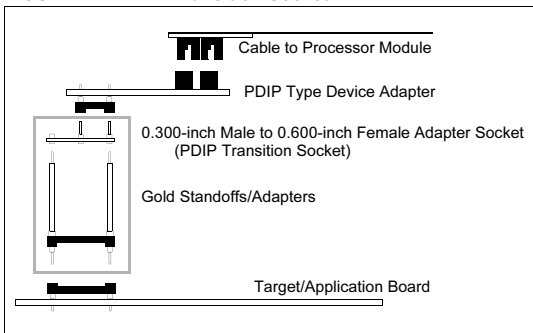 Cable to Processor Module
PDIP Type Device Adapter
0.300-inch Male to 0.600-inch Female Adapter Socket
(PDIP Transition Socket)
Gold Standoffs/Adapters
Target/Application Board